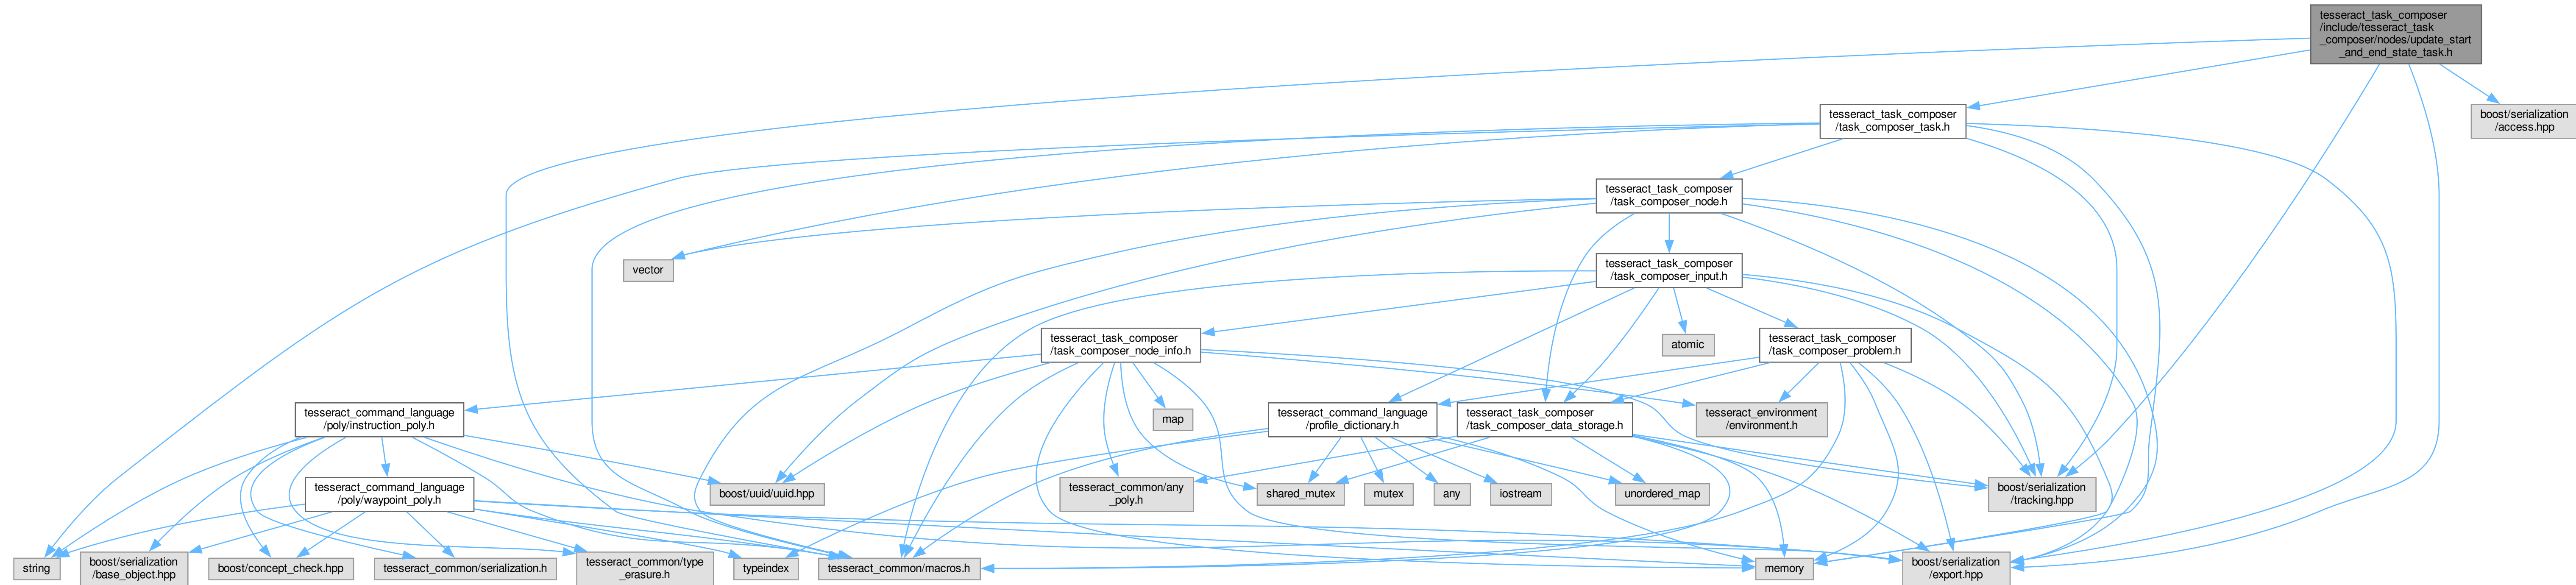 tesseract_task_composer
/include/tesseract_task
_composer/nodes/update_start
_and_end_state_task.h
tesseract_task_composer
/task_composer_task.h
boost/serialization
/access.hpp
tesseract_task_composer
/task_composer_node.h
vector
tesseract_task_composer
/task_composer_input.h
tesseract_task_composer
/task_composer_node_info.h
atomic
tesseract_task_composer
/task_composer_problem.h
tesseract_command_language
/poly/instruction_poly.h
map
tesseract_command_language
/profile_dictionary.h
tesseract_task_composer
/task_composer_data_storage.h
tesseract_environment
/environment.h
tesseract_command_language
/poly/waypoint_poly.h
boost/uuid/uuid.hpp
tesseract_common/any
_poly.h
shared_mutex
mutex
any
iostream
unordered_map
boost/serialization
/tracking.hpp
string
boost/serialization
/base_object.hpp
boost/concept_check.hpp
tesseract_common/serialization.h
tesseract_common/type
_erasure.h
typeindex
tesseract_common/macros.h
memory
boost/serialization
/export.hpp